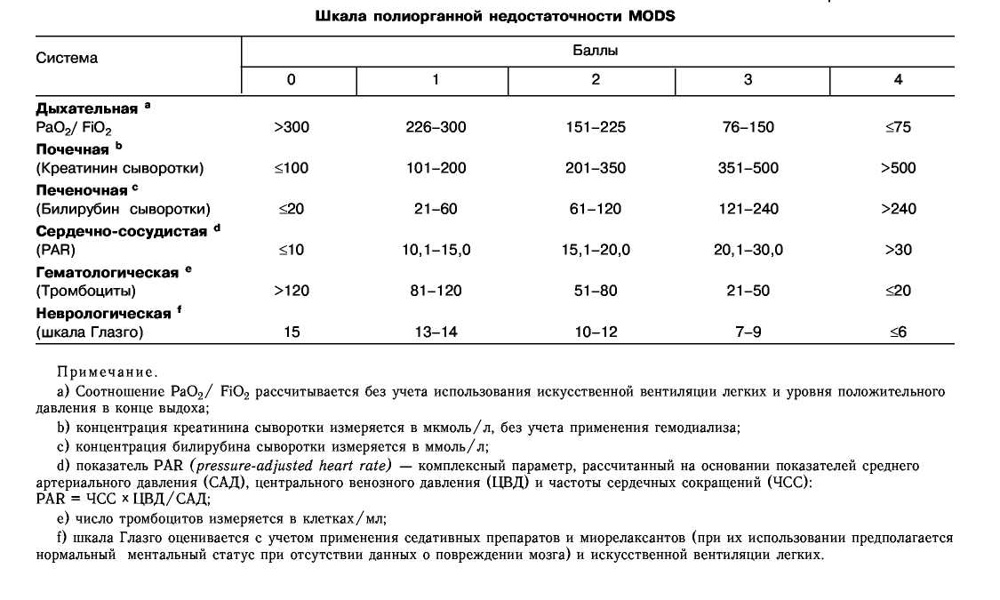 Шкала полиорганной недостаточности MODS
Система
Баллы
0 1 2 3 4
Дыхательная a
PaO2/ FiO2 >300 226–300 151–225 76–150 ≤75
Почечная b
(Креатинин сыворотки) ≤100 101–200 201–350 351–500 >500
Печеночная c
(Билирубин сыворотки) ≤20 21–60 61–120 121–240 >240
Сердечно-сосудистая d
(PAR) ≤10 10,1–15,0 15,1–20,0 20,1–30,0 >30
Гематологическая e
(Тромбоциты) >120 81–120 51–80 21–50 ≤20
Неврологическая f
(шкала Глазго) 15 13–14 10–12 7–9 ≤6
Примечание.
a) Соотношение PaO2/ FiO2 рассчитывается без учета использования искусственной вентиляции легких и уровня положительного
давления в конце выдоха;
b) концентрация креатинина сыворотки измеряется в мкмоль/л, без учета применения гемодиализа;
c) концентрация билирубина сыворотки измеряется в ммоль/л;
d) показатель PAR (pressure-adjusted heart rate) — комплексный параметр, рассчитанный на основании показателей среднего
артериального давления (САД), центрального венозного давления (ЦВД) и частоты сердечных сокращений (ЧСС):
PAR = ЧСС x ЦВД/САД;
e) число тромбоцитов измеряется в клетках/мл;
f) шкала Глазго оценивается с учетом применения седативных препаратов и миорелаксантов (при их использовании предполагается
нормальный ментальный статус при отсутствии данных о повреждении мозга) и искусственной вентиляции легких.